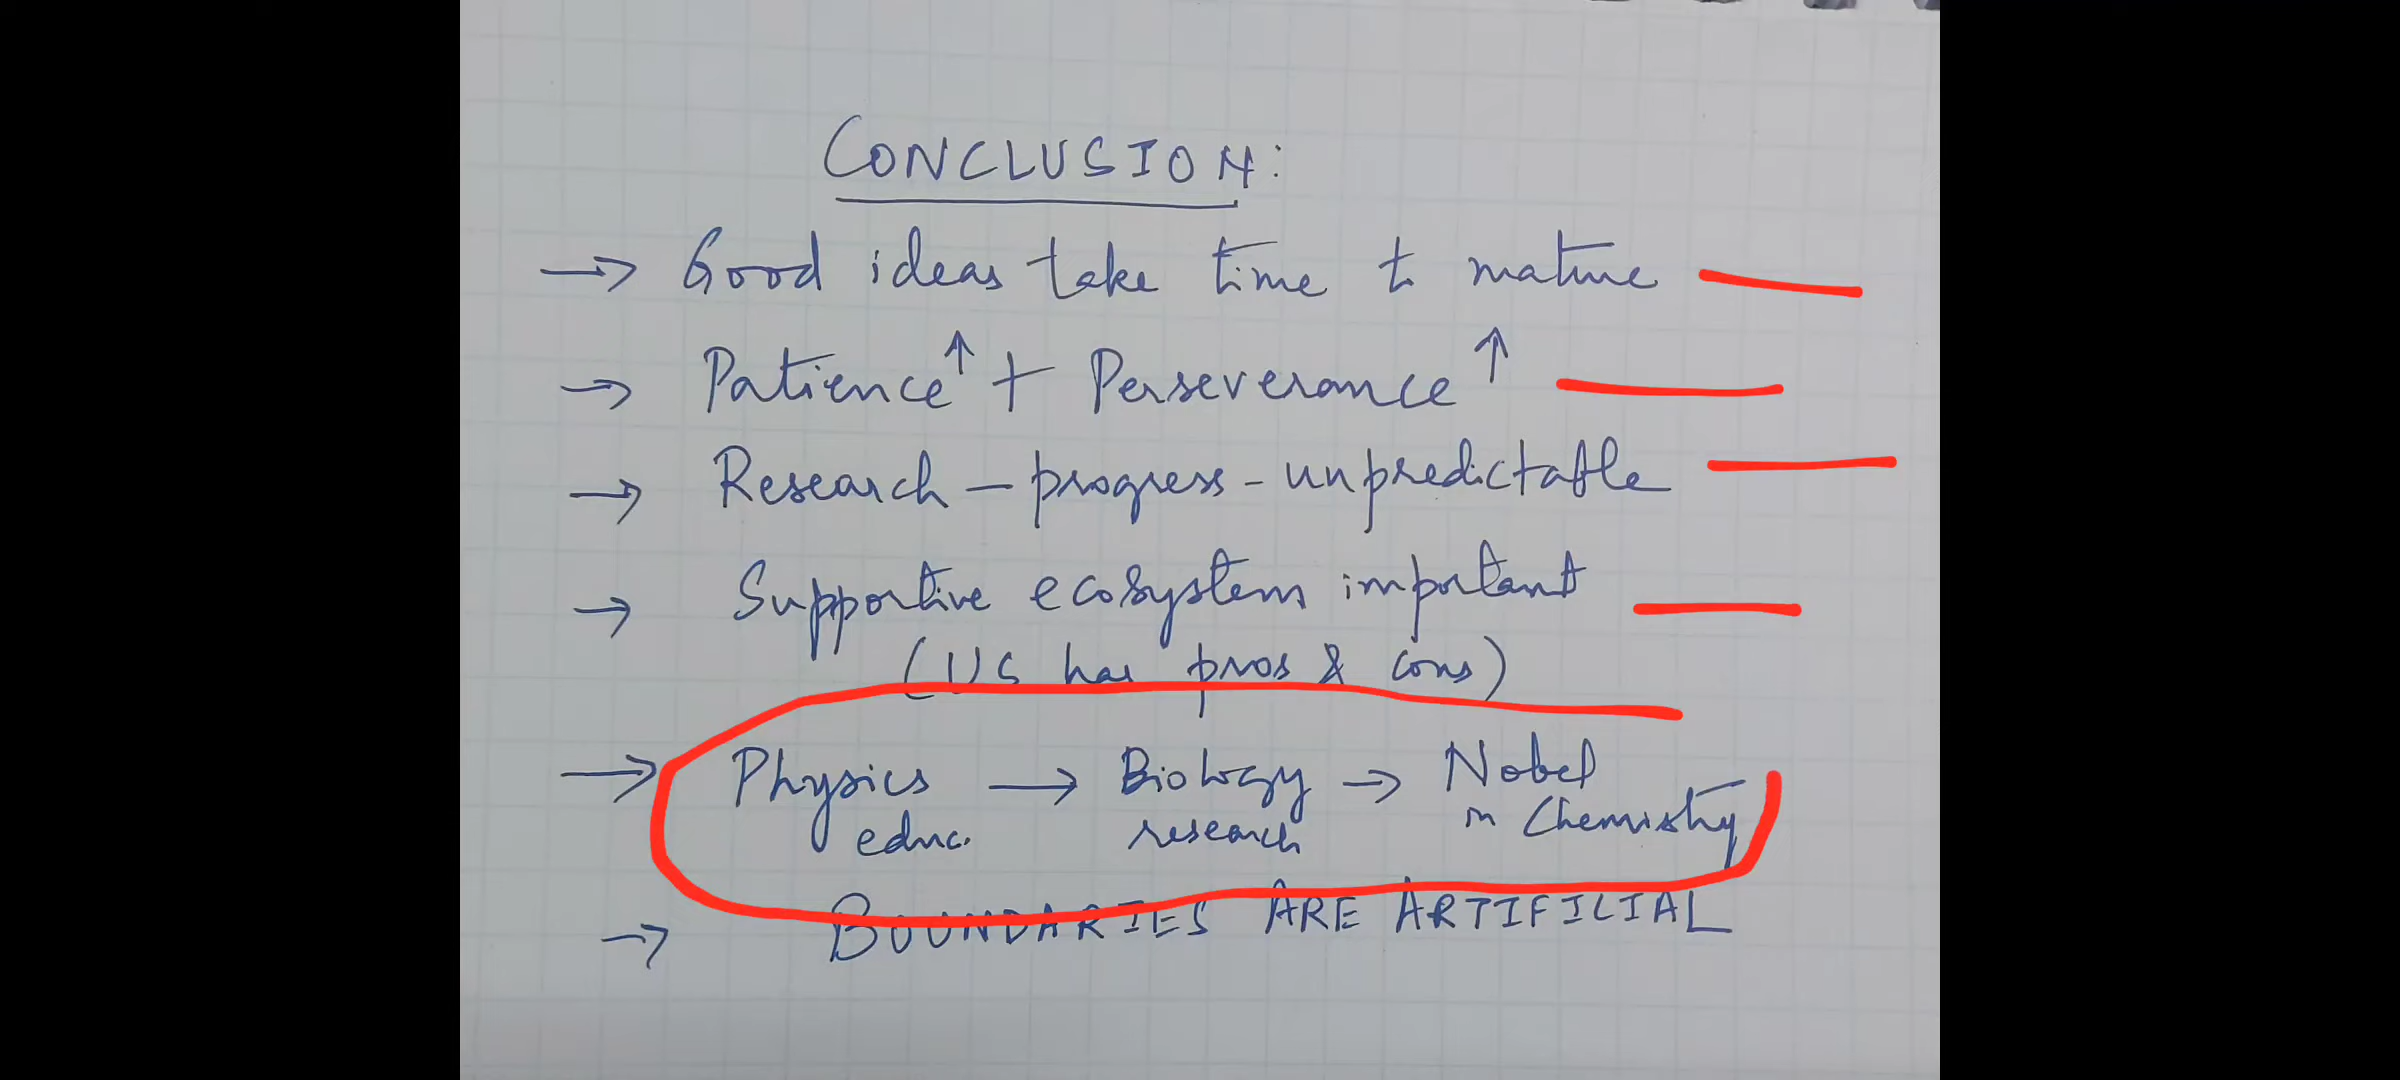 CONCLUSION:
→ Good ideas take time to mature
→ Patience↑ + Perseverance↑
→ Research - progress - unpredictable
→ Supportive ecosystem important
(US has pros & cons)
→ Physics → Biology → Nobel
educ. research in Chemistry
→ BOUNDARIES ARE ARTIFICIAL